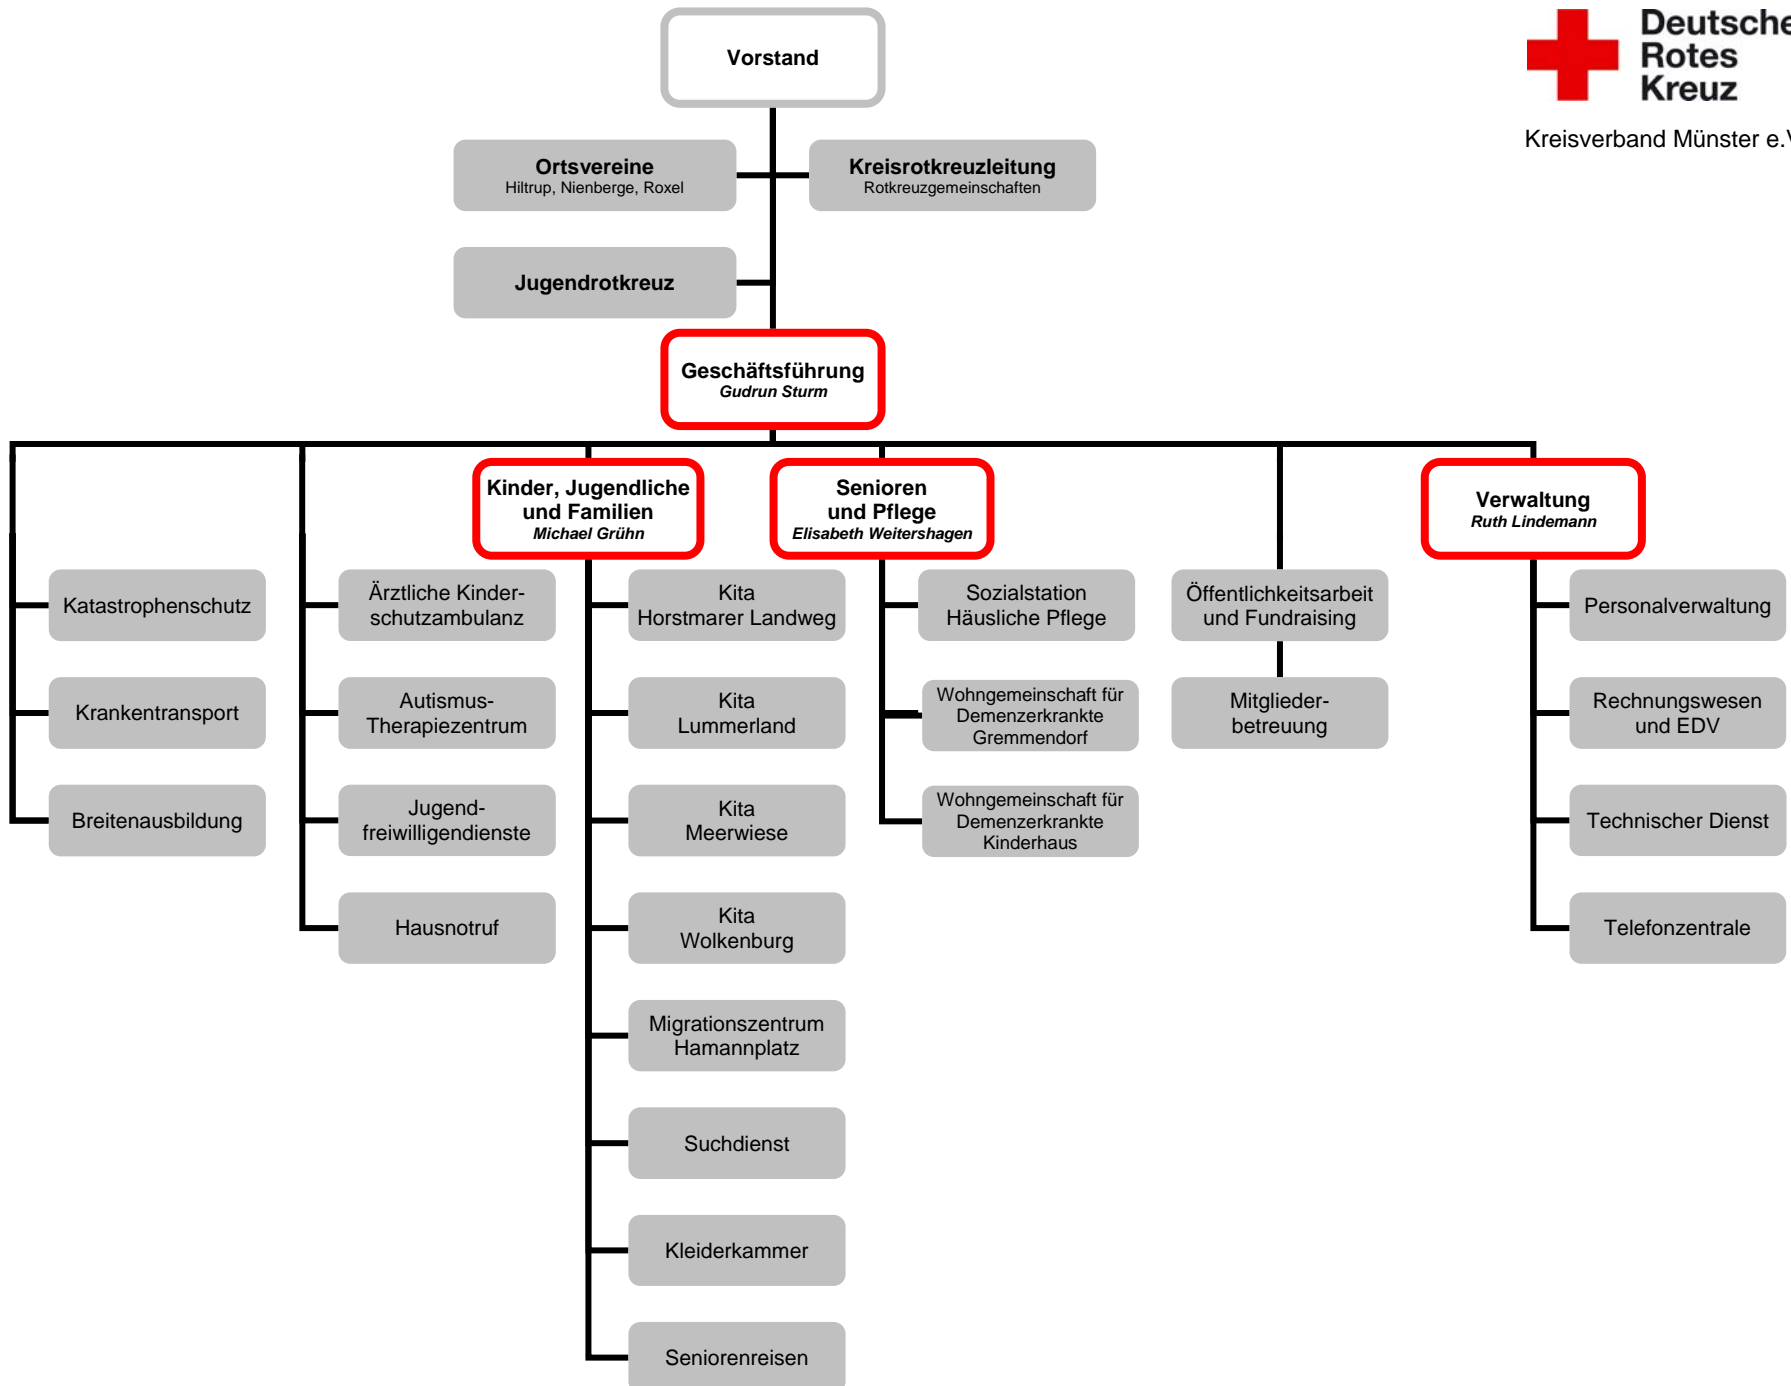 Vorstand
Deutsche
Rotes
Kreuz
Kreisverband Münster e.V
Ortsvereine
Hiltrup, Nienberge, Roxel
Kreisrotkreuzleitung
Rotkreuzgemeinschaften
Jugendrotkreuz
Geschäftsführung
Gudrun Sturm
Kinder, Jugendliche
und Familien
Michael Grühn
Senioren
und Pflege
Elisabeth Weitershagen
Verwaltung
Ruth Lindemann
Katastrophenschutz
Krankentransport
Breitenausbildung
Ärztliche Kinder-
schutzambulanz
Autismus-
Therapiezentrum
Jugend-
freiwilligendienste
Hausnotruf
Kita
Horstmarer Landweg
Kita
Lummerland
Kita
Meerwiese
Kita
Wolkenburg
Migrationszentrum
Hamannplatz
Suchdienst
Kleiderkammer
Seniorenreisen
Sozialstation
Häusliche Pflege
Wohngemeinschaft für
Demenzerkrankte
Gremmendorf
Wohngemeinschaft für
Demenzerkrankte
Kinderhaus
Öffentlichkeitsarbeit
und Fundraising
Mitglieder-
betreuung
Personalverwaltung
Rechnungswesen
und EDV
Technischer Dienst
Telefonzentrale